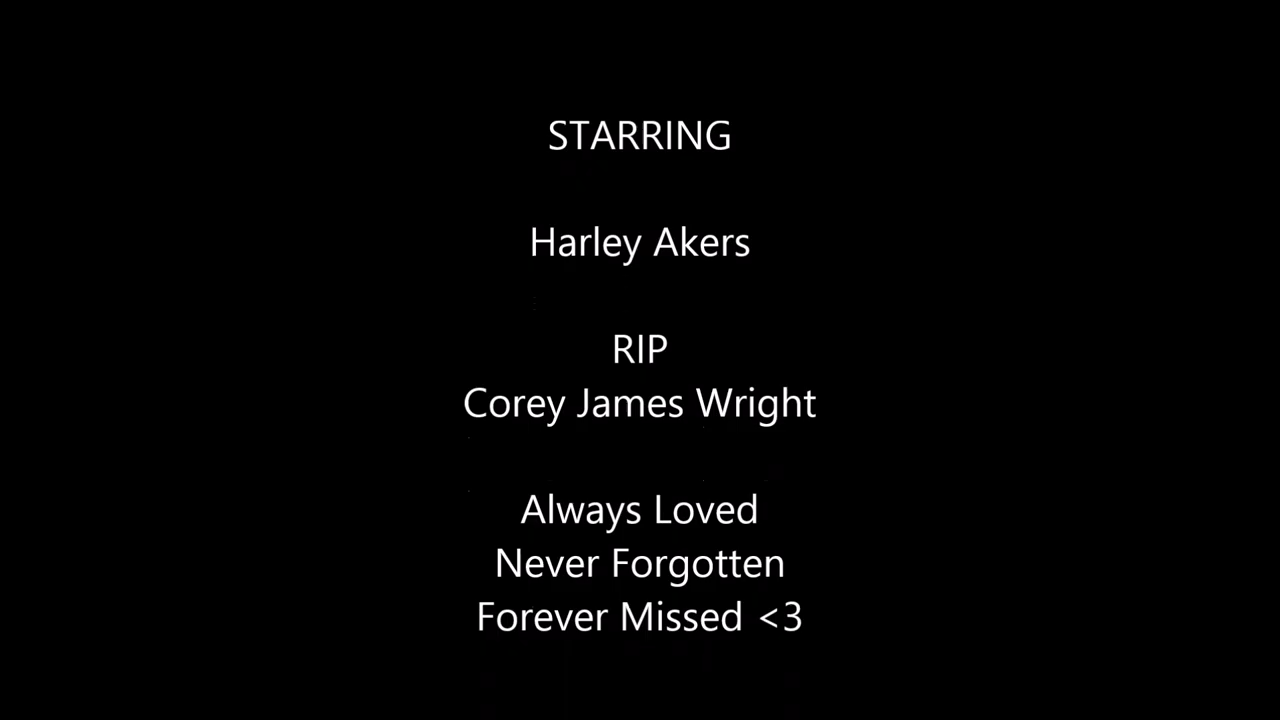 STARRING
Harley Akers
RIP
Corey James Wright
Always Loved
Never Forgotten
Forever Missed <3